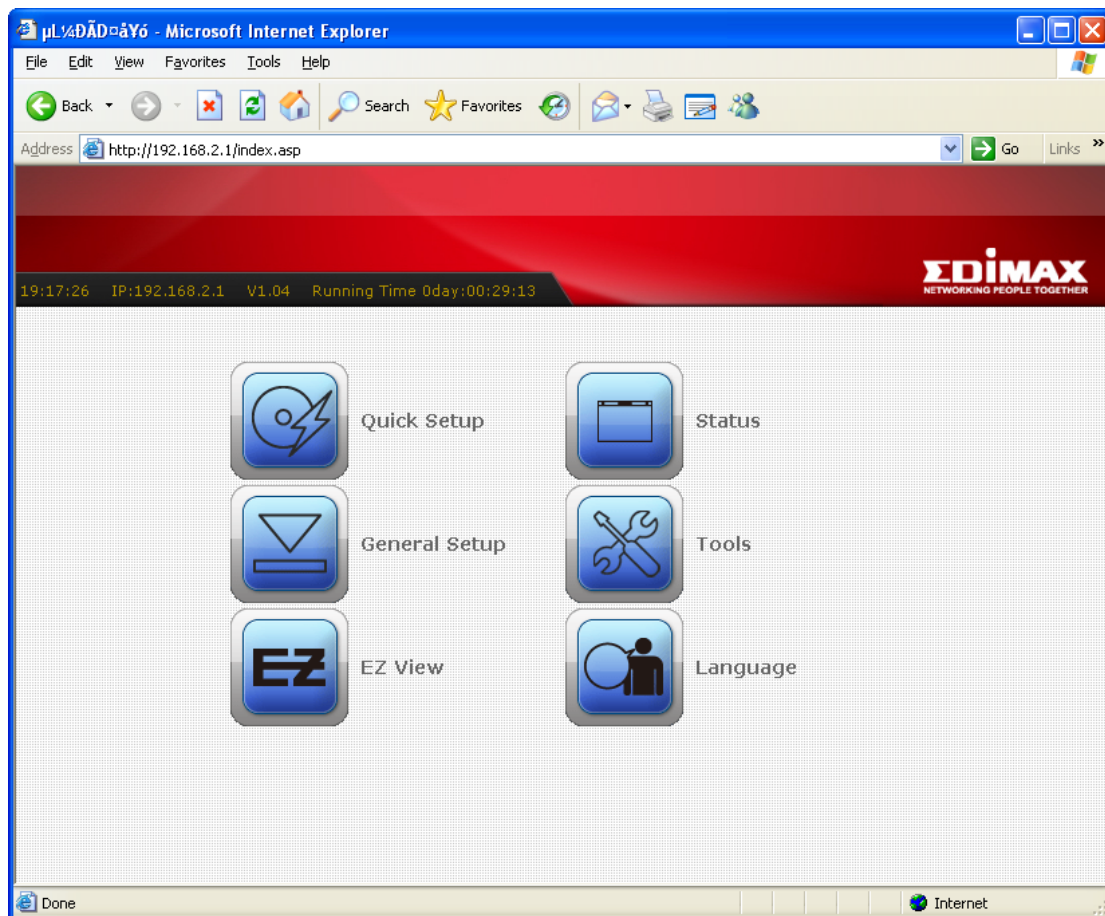 µL¼ÐÃD¤åYó - Microsoft Internet Explorer
File Edit View Favorites Tools Help
Back Search Favorites
Address http://192.168.2.1/index.asp Go Links »
EDiMAX
NETWORKING PEOPLE TOGETHER
19:17:26 IP:192.168.2.1 V1.04 Running Time 0day:00:29:13
Quick Setup Status
General Setup Tools
EZ EZ View Language
Done Internet